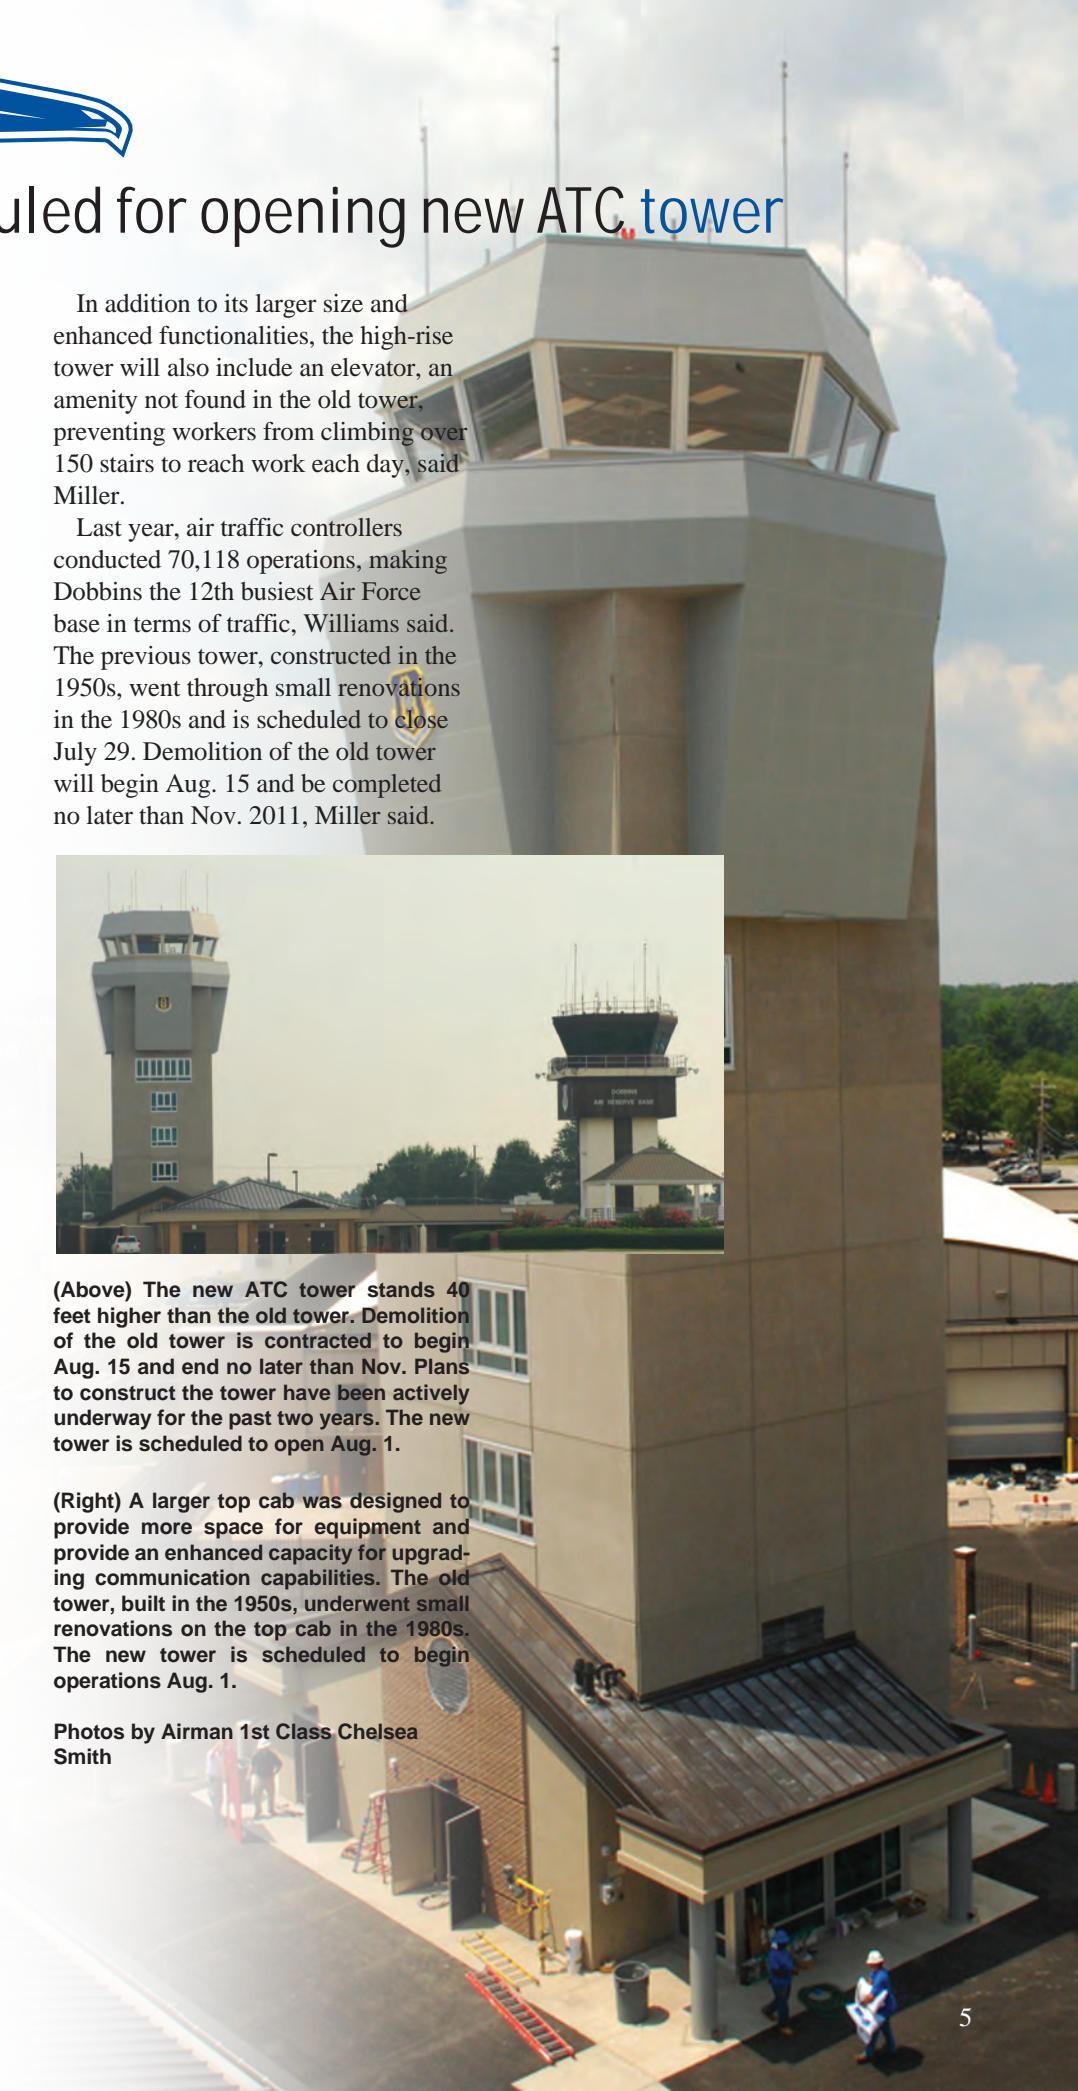 uled for opening new ATC tower
In addition to its larger size and
enhanced functionalities, the high-rise
tower will also include an elevator, an
amenity not found in the old tower,
preventing workers from climbing over
150 stairs to reach work each day, said
Miller.
Last year, air traffic controllers
conducted 70,118 operations, making
Dobbins the 12th busiest Air Force
base in terms of traffic, Williams said.
The previous tower, constructed in the
1950s, went through small renovations
in the 1980s and is scheduled to close
July 29. Demolition of the old tower
will begin Aug. 15 and be completed
no later than Nov. 2011, Miller said.
DOBBINS
AIR RESERVE BASE
(Above) The new ATC tower stands 40
feet higher than the old tower. Demolition
of the old tower is contracted to begin
Aug. 15 and end no later than Nov. Plans
to construct the tower have been actively
underway for the past two years. The new
tower is scheduled to open Aug. 1.
(Right) A larger top cab was designed to
provide more space for equipment and
provide an enhanced capacity for upgrad-
ing communication capabilities. The old
tower, built in the 1950s, underwent small
renovations on the top cab in the 1980s.
The new tower is scheduled to begin
operations Aug. 1.
Photos by Airman 1st Class Chelsea
Smith
5